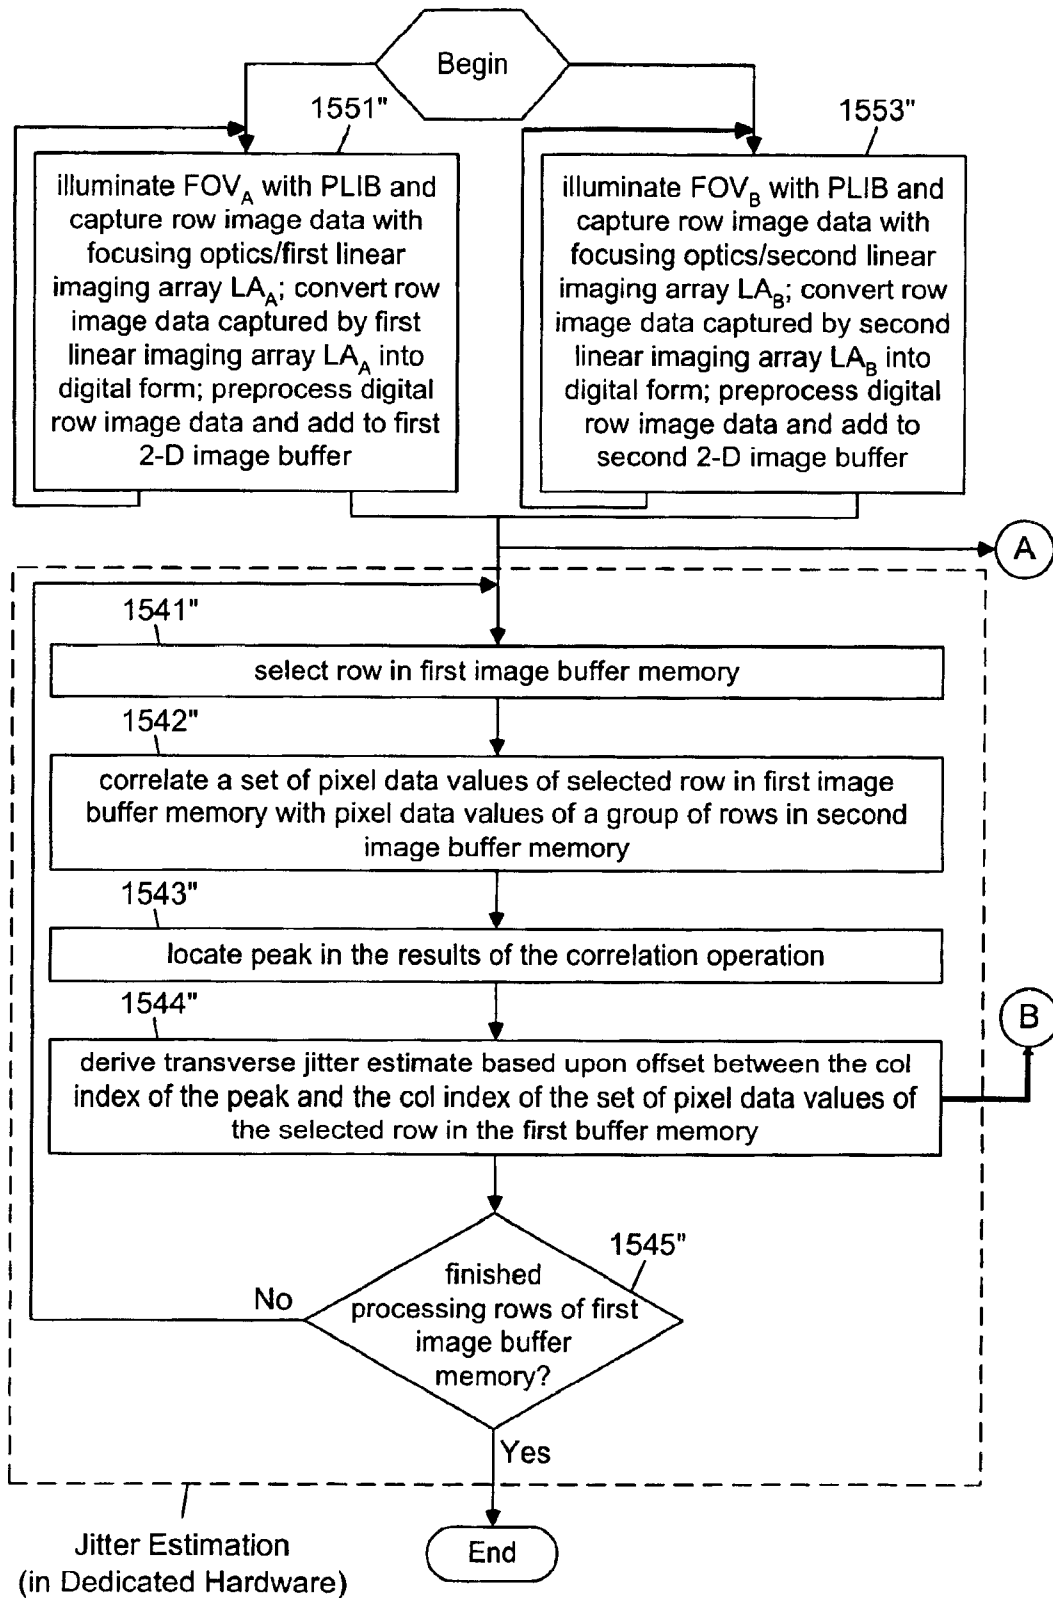 Begin
1551"
1553"
illuminate FOVA with PLIB and
capture row image data with
focusing optics/first linear
imaging array LAA; convert row
image data captured by first
linear imaging array LAA into
digital form; preprocess digital
row image data and add to first
2-D image buffer
illuminate FOVB with PLIB and
capture row image data with
focusing optics/second linear
imaging array LAB; convert row
image data captured by second
linear imaging array LAB into
digital form; preprocess digital
row image data and add to
second 2-D image buffer
A
1541"
select row in first image buffer memory
1542"
correlate a set of pixel data values of selected row in first image
buffer memory with pixel data values of a group of rows in second
image buffer memory
1543"
locate peak in the results of the correlation operation
1544"
B
derive transverse jitter estimate based upon offset between the col
index of the peak and the col index of the set of pixel data values of
the selected row in the first buffer memory
1545"
finished
processing rows of first
image buffer
memory?
No
Yes
Jitter Estimation
(in Dedicated Hardware)
End